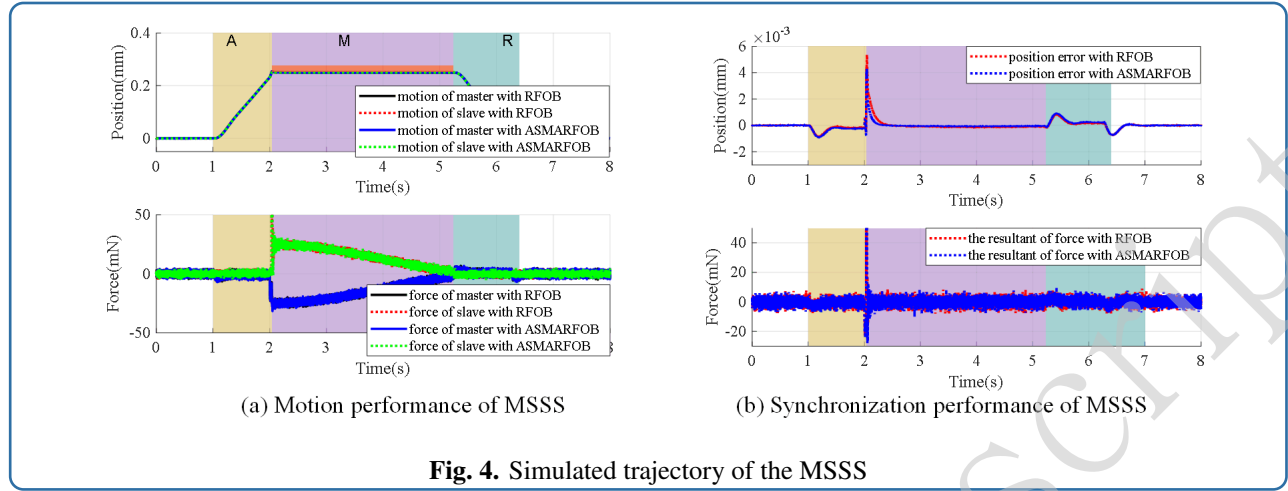 A M R
0.4
0.2
0
Position(mm)
motion of master with RFOB
motion of slave with RFOB
motion of master with ASMARFOB
motion of slave with ASMARFOB
0 1 2 3 4 5 6 7 8
Time(s)
50
0
-50
Force(mN)
force of master with RFOB
force of slave with RFOB
force of master with ASMARFOB
force of slave with ASMARFOB
0 1 2 3 4 5 6 7 8
Time(s)
(a) Motion performance of MSSS
×10⁻³
6
4
2
0
-2
Position(mm)
position error with RFOB
position error with ASMARFOB
0 1 2 3 4 5 6 7 8
Time(s)
40
20
0
-20
Force(mN)
the resultant of force with RFOB
the resultant of force with ASMARFOB
0 1 2 3 4 5 6 7 8
Time(s)
(b) Synchronization performance of MSSS
Fig. 4. Simulated trajectory of the MSSS
script